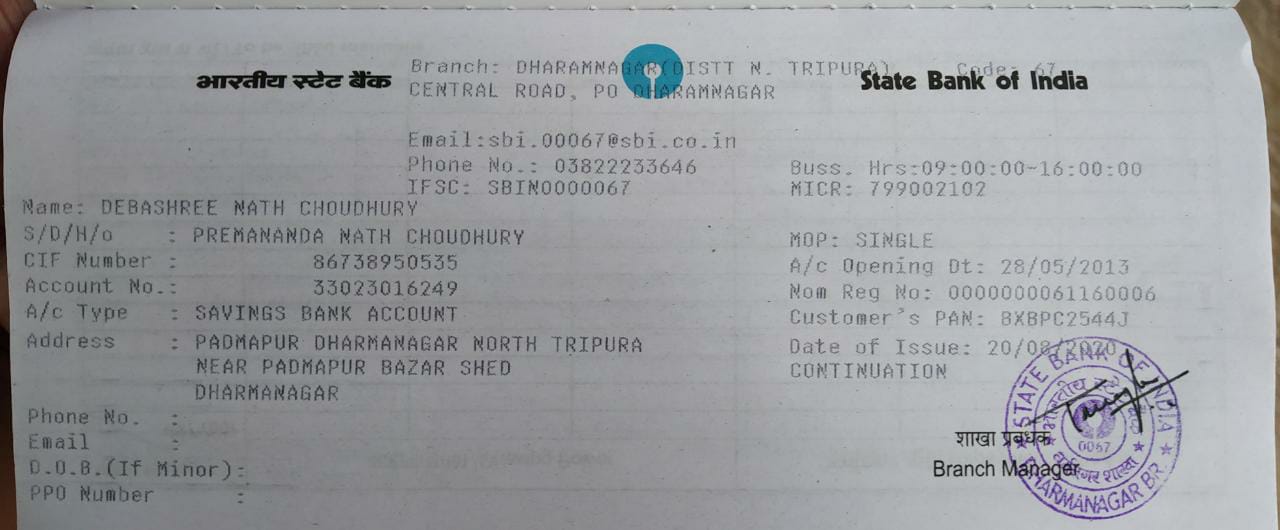 भारतीय स्टेट बैंक
State Bank of India
Branch: DHARAMNAGAR(DISTT N. TRIPURA) Code: 67
CENTRAL ROAD, PO DHARAMNAGAR
Email:sbi.00067@sbi.co.in
Phone No.: 03822233646 Buss. Hrs:09:00:00-16:00:00
IFSC: SBIN0000067 MICR: 799002102
Name: DEBASHREE NATH CHOUDHURY
S/D/H/o : PREMANANDA NATH CHOUDHURY MOP: SINGLE
CIF Number : 86738950535 A/c Opening Dt: 28/05/2013
Account No.: 33023016249 Nom Reg No: 0000000061160006
A/c Type : SAVINGS BANK ACCOUNT Customer's PAN: BXBPC2544J
Address : PADMAPUR DHARMANAGAR NORTH TRIPURA Date of Issue: 20/08/2020
NEAR PADMAPUR BAZAR SHED CONTINUATION
DHARMANAGAR
Phone No. :
Email :
D.O.B.(If Minor):
PPO Number :
शाखा प्रबंधक
Branch Manager
STATE BANK OF INDIA
DHARMANAGAR BR.
0067